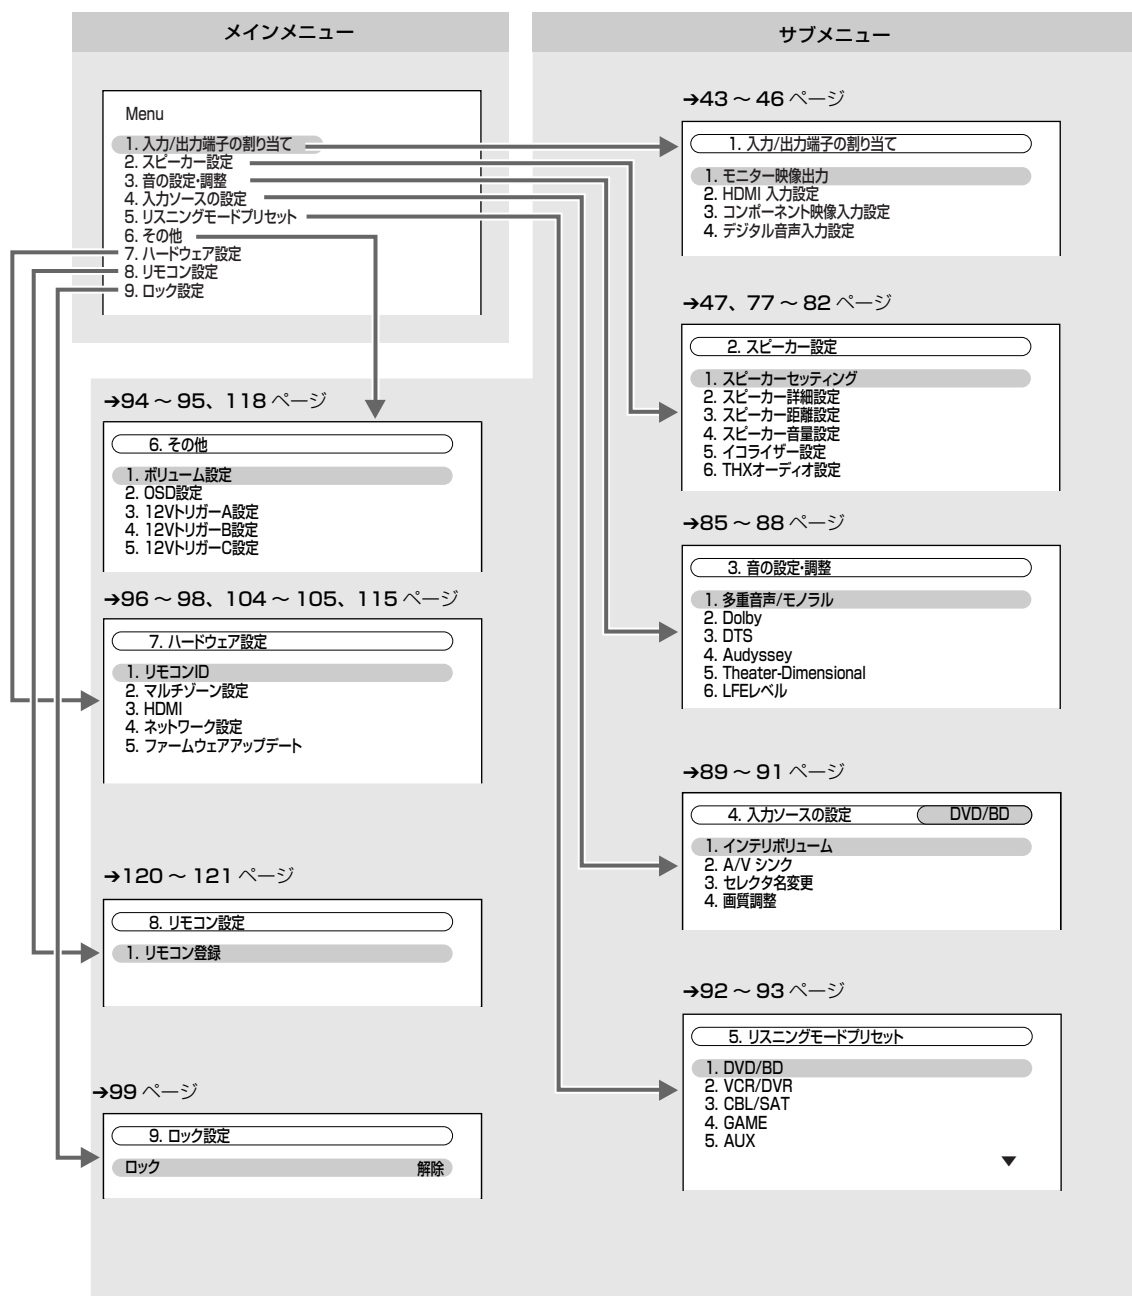 メインメニュー
Menu
1. 入力/出力端子の割り当て
2. スピーカー設定
3. 音の設定・調整
4. 入力ソースの設定
5. リスニングモードプリセット
6. その他
7. ハードウェア設定
8. リモコン設定
9. ロック設定
サブメニュー
➔43 ~ 46 ページ
1. 入力/出力端子の割り当て
1. モニター映像出力
2. HDMI 入力設定
3. コンポーネント映像入力設定
4. デジタル音声入力設定
➔47、77 ~ 82 ページ
2. スピーカー設定
1. スピーカーセッティング
2. スピーカー詳細設定
3. スピーカー距離設定
4. スピーカー音量設定
5. イコライザー設定
6. THXオーディオ設定
➔85 ~ 88 ページ
3. 音の設定・調整
1. 多重音声/モノラル
2. Dolby
3. DTS
4. Audyssey
5. Theater-Dimensional
6. LFEレベル
➔89 ~ 91 ページ
4. 入力ソースの設定 DVD/BD
1. インテリボリューム
2. A/V シンク
3. セレクタ名変更
4. 画質調整
➔92 ~ 93 ページ
5. リスニングモードプリセット
1. DVD/BD
2. VCR/DVR
3. CBL/SAT
4. GAME
5. AUX
➔94 ~ 95、118 ページ
6. その他
1. ボリューム設定
2. OSD設定
3. 12VトリガーA設定
4. 12VトリガーB設定
5. 12VトリガーC設定
➔96 ~ 98、104 ~ 105、115 ページ
7. ハードウェア設定
1. リモコンID
2. マルチゾーン設定
3. HDMI
4. ネットワーク設定
5. ファームウェアアップデート
➔120 ~ 121 ページ
8. リモコン設定
1. リモコン登録
➔99 ページ
9. ロック設定
ロック 解除